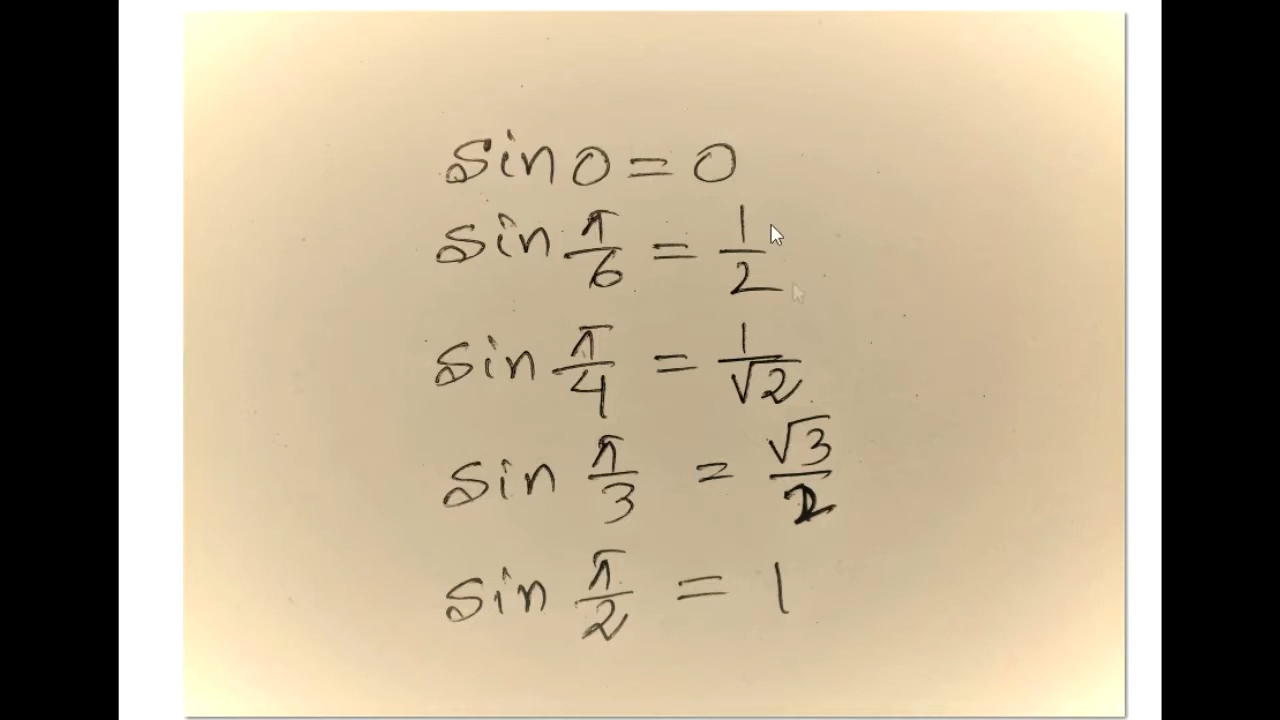 sin 0 = 0
sin π/6 = 1/2
sin π/4 = 1/√2
sin π/3 = √3/2
sin π/2 = 1